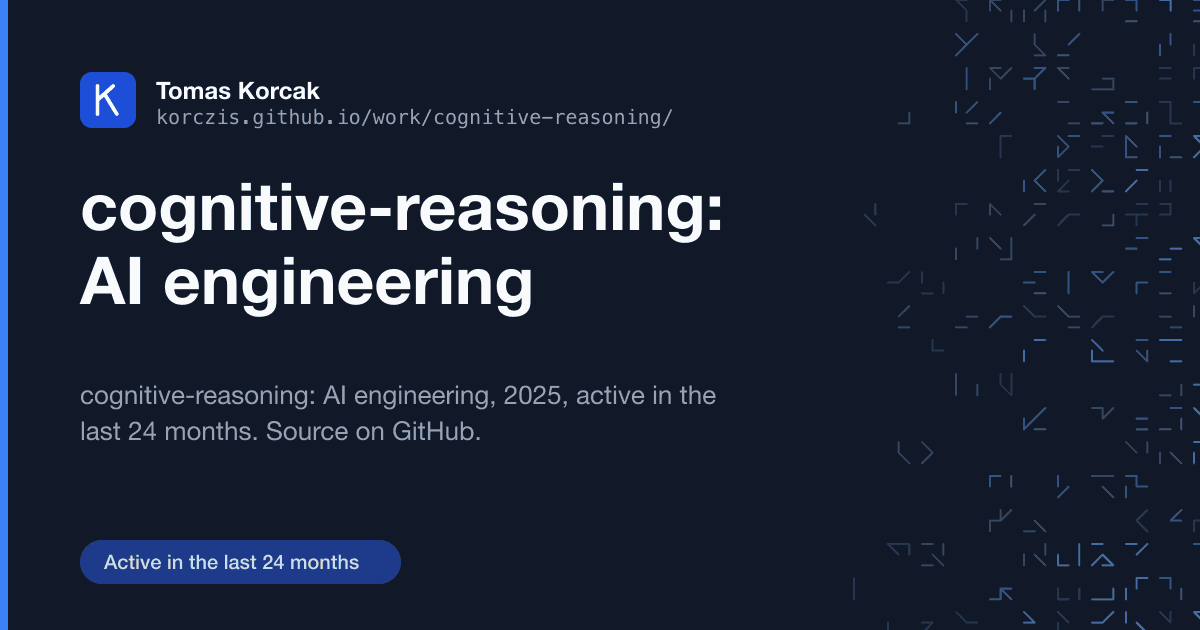 K
Tomas Korcak
korczis.github.io/work/cognitive-reasoning/
cognitive-reasoning:
AI engineering
cognitive-reasoning: AI engineering, 2025, active in the
last 24 months. Source on GitHub.
Active in the last 24 months